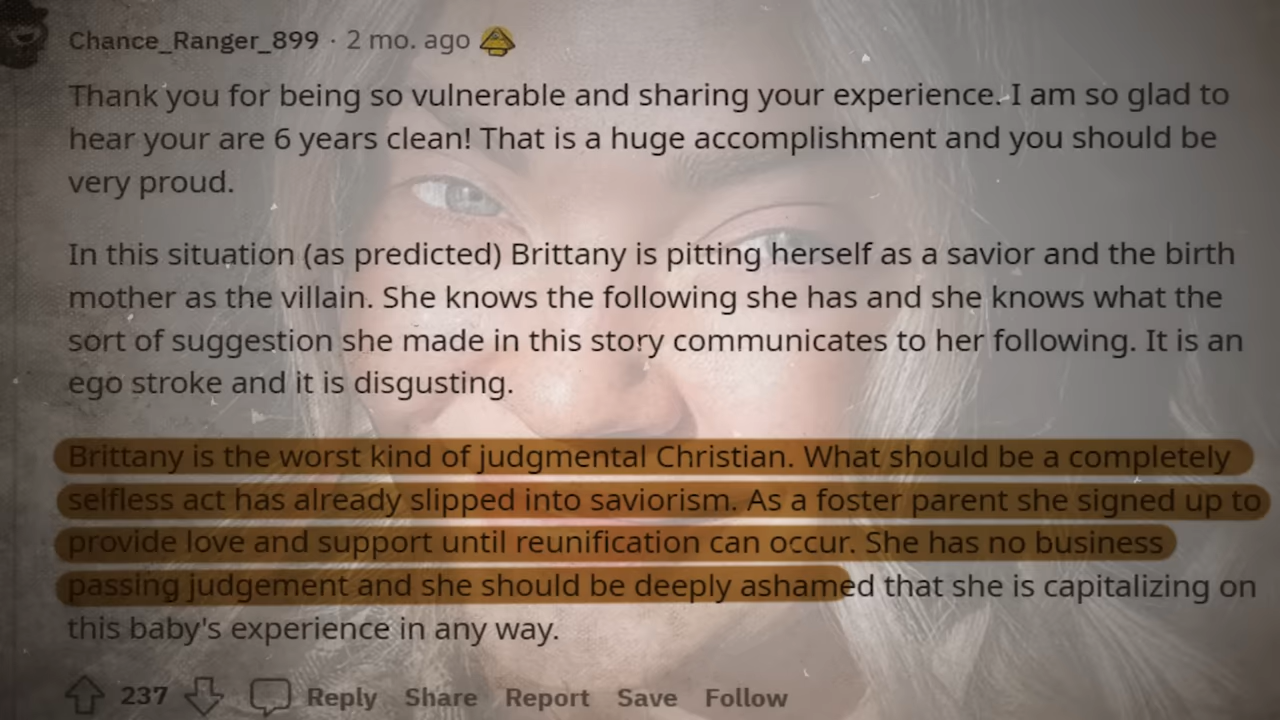 Chance_Ranger_899 · 2 mo. ago
Thank you for being so vulnerable and sharing your experience. I am so glad to
hear your are 6 years clean! That is a huge accomplishment and you should be
very proud.
In this situation (as predicted) Brittany is pitting herself as a savior and the birth
mother as the villain. She knows the following she has and she knows what the
sort of suggestion she made in this story communicates to her following. It is an
ego stroke and it is disgusting.
Brittany is the worst kind of judgmental Christian. What should be a completely
selfless act has already slipped into saviorism. As a foster parent she signed up to
provide love and support until reunification can occur. She has no business
passing judgement and she should be deeply ashamed that she is capitalizing on
this baby's experience in any way.
237 Reply Share Report Save Follow